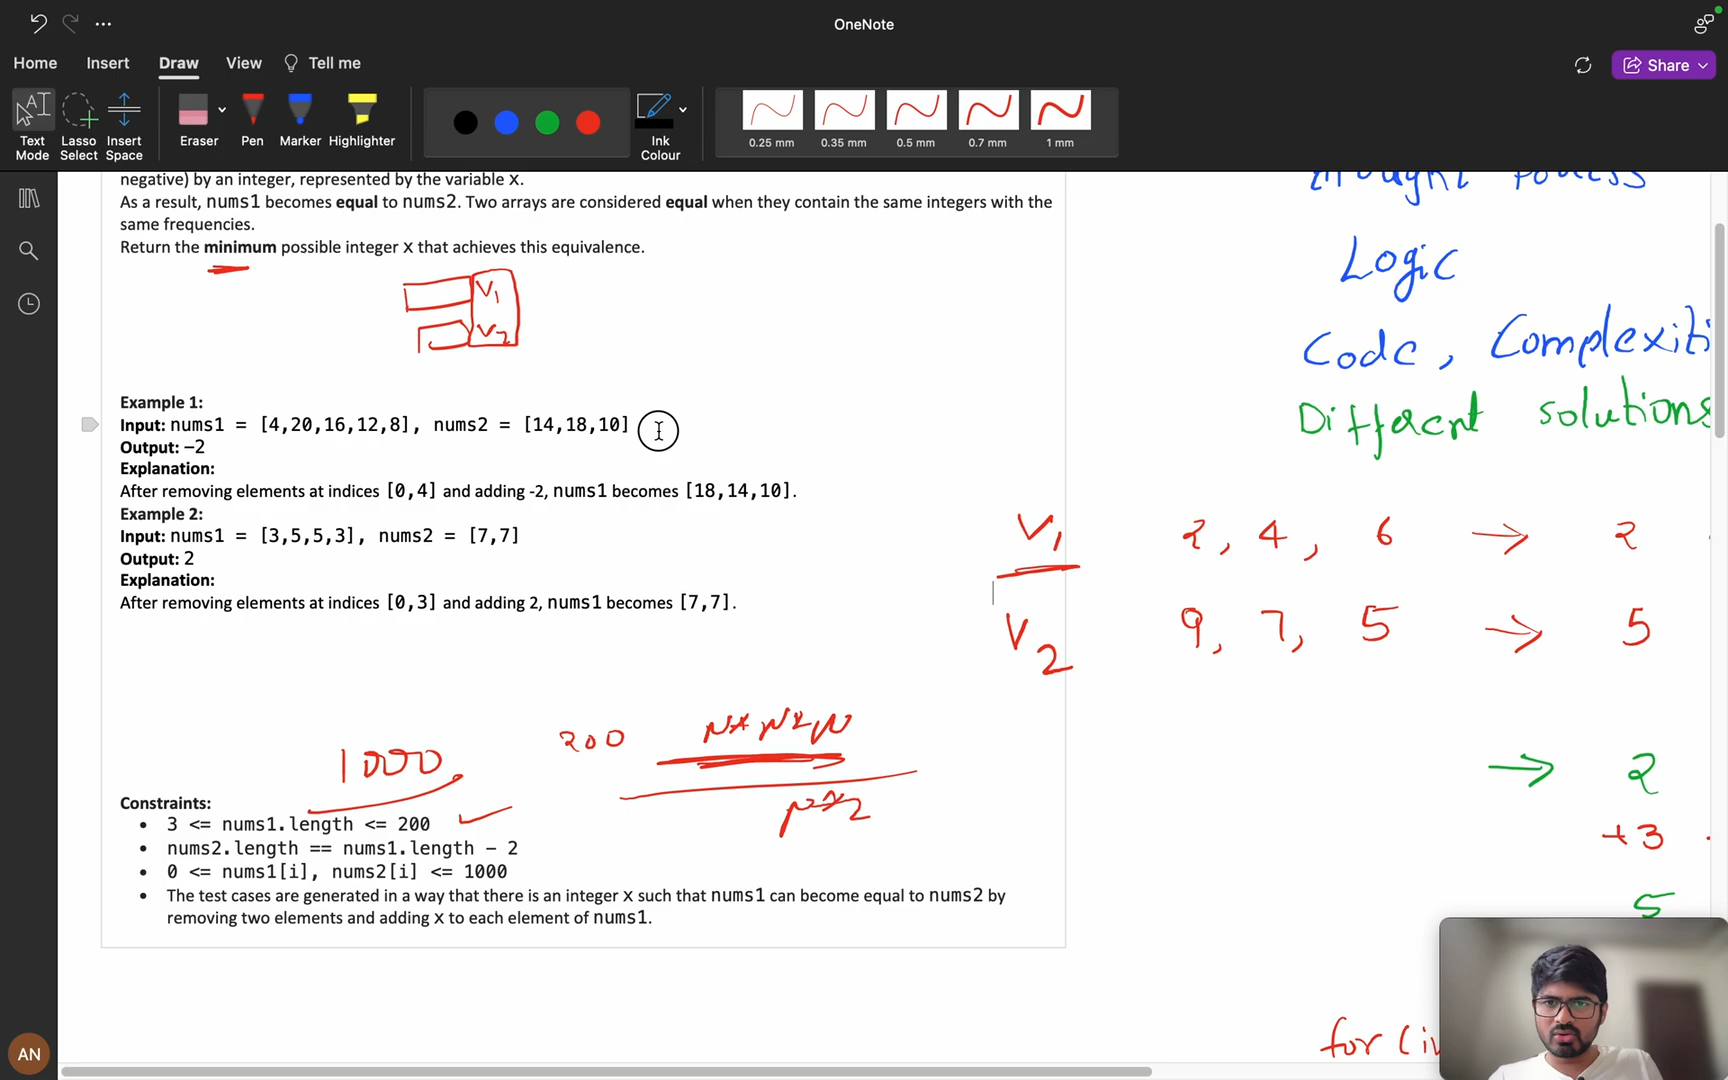 OneNote
Home Insert Draw View Tell me
Share
Text Mode
Lasso Select
Insert Space
Eraser
Pen
Marker
Highlighter
Ink Colour
0.25 mm
0.35 mm
0.5 mm
0.7 mm
1 mm
negative) by an integer, represented by the variable x.
As a result, nums1 becomes equal to nums2. Two arrays are considered equal when they contain the same integers with the
same frequencies.
Return the minimum possible integer x that achieves this equivalence.
V1
V2
Example 1:
Input: nums1 = [4,20,16,12,8], nums2 = [14,18,10]
Output: -2
Explanation:
After removing elements at indices [0,4] and adding -2, nums1 becomes [18,14,10].
Example 2:
Input: nums1 = [3,5,5,3], nums2 = [7,7]
Output: 2
Explanation:
After removing elements at indices [0,3] and adding 2, nums1 becomes [7,7].
1000
200
Constraints:
• 3 <= nums1.length <= 200
• nums2.length == nums1.length - 2
• 0 <= nums1[i], nums2[i] <= 1000
• The test cases are generated in a way that there is an integer x such that nums1 can become equal to nums2 by
removing two elements and adding x to each element of nums1.
Logic
Code, Complexiti
Different solutions
V1 2, 4, 6 → 2
V2 9, 7, 5 → 5
→ 2
+3
5
for (i
AN